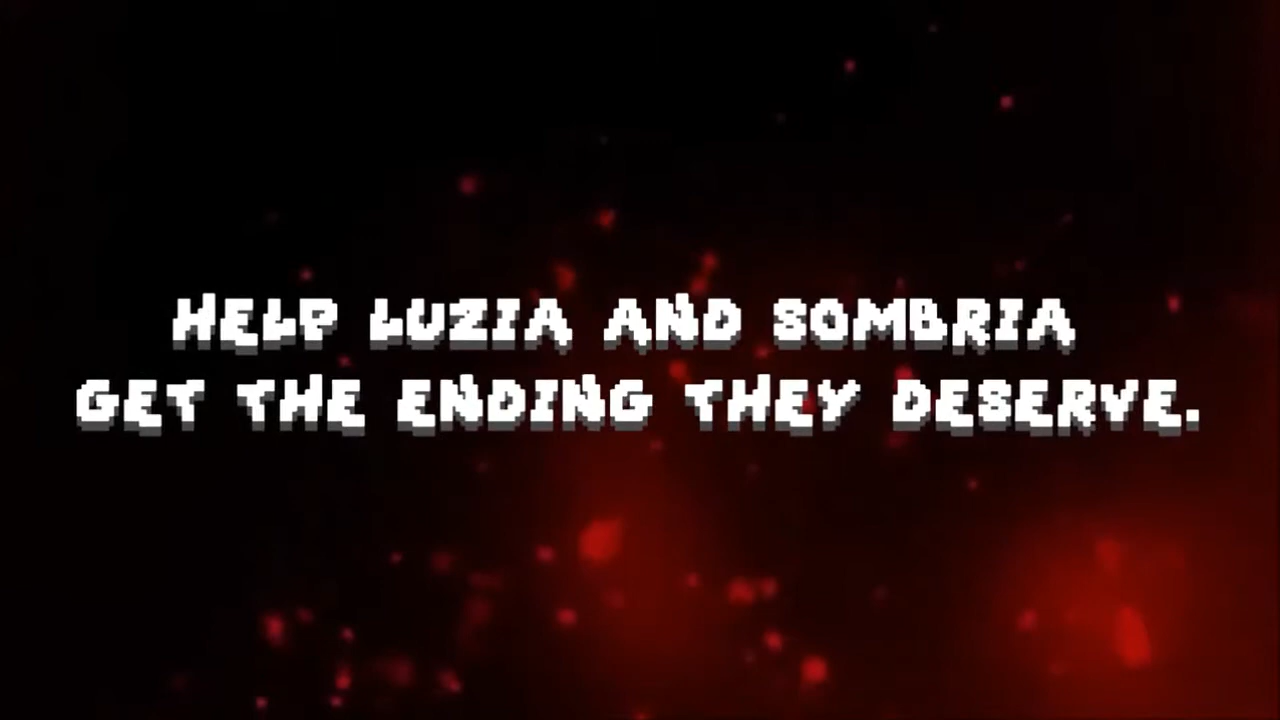 HELP LUZIA AND SOMBRIA
GET THE ENDING THEY DESERVE.